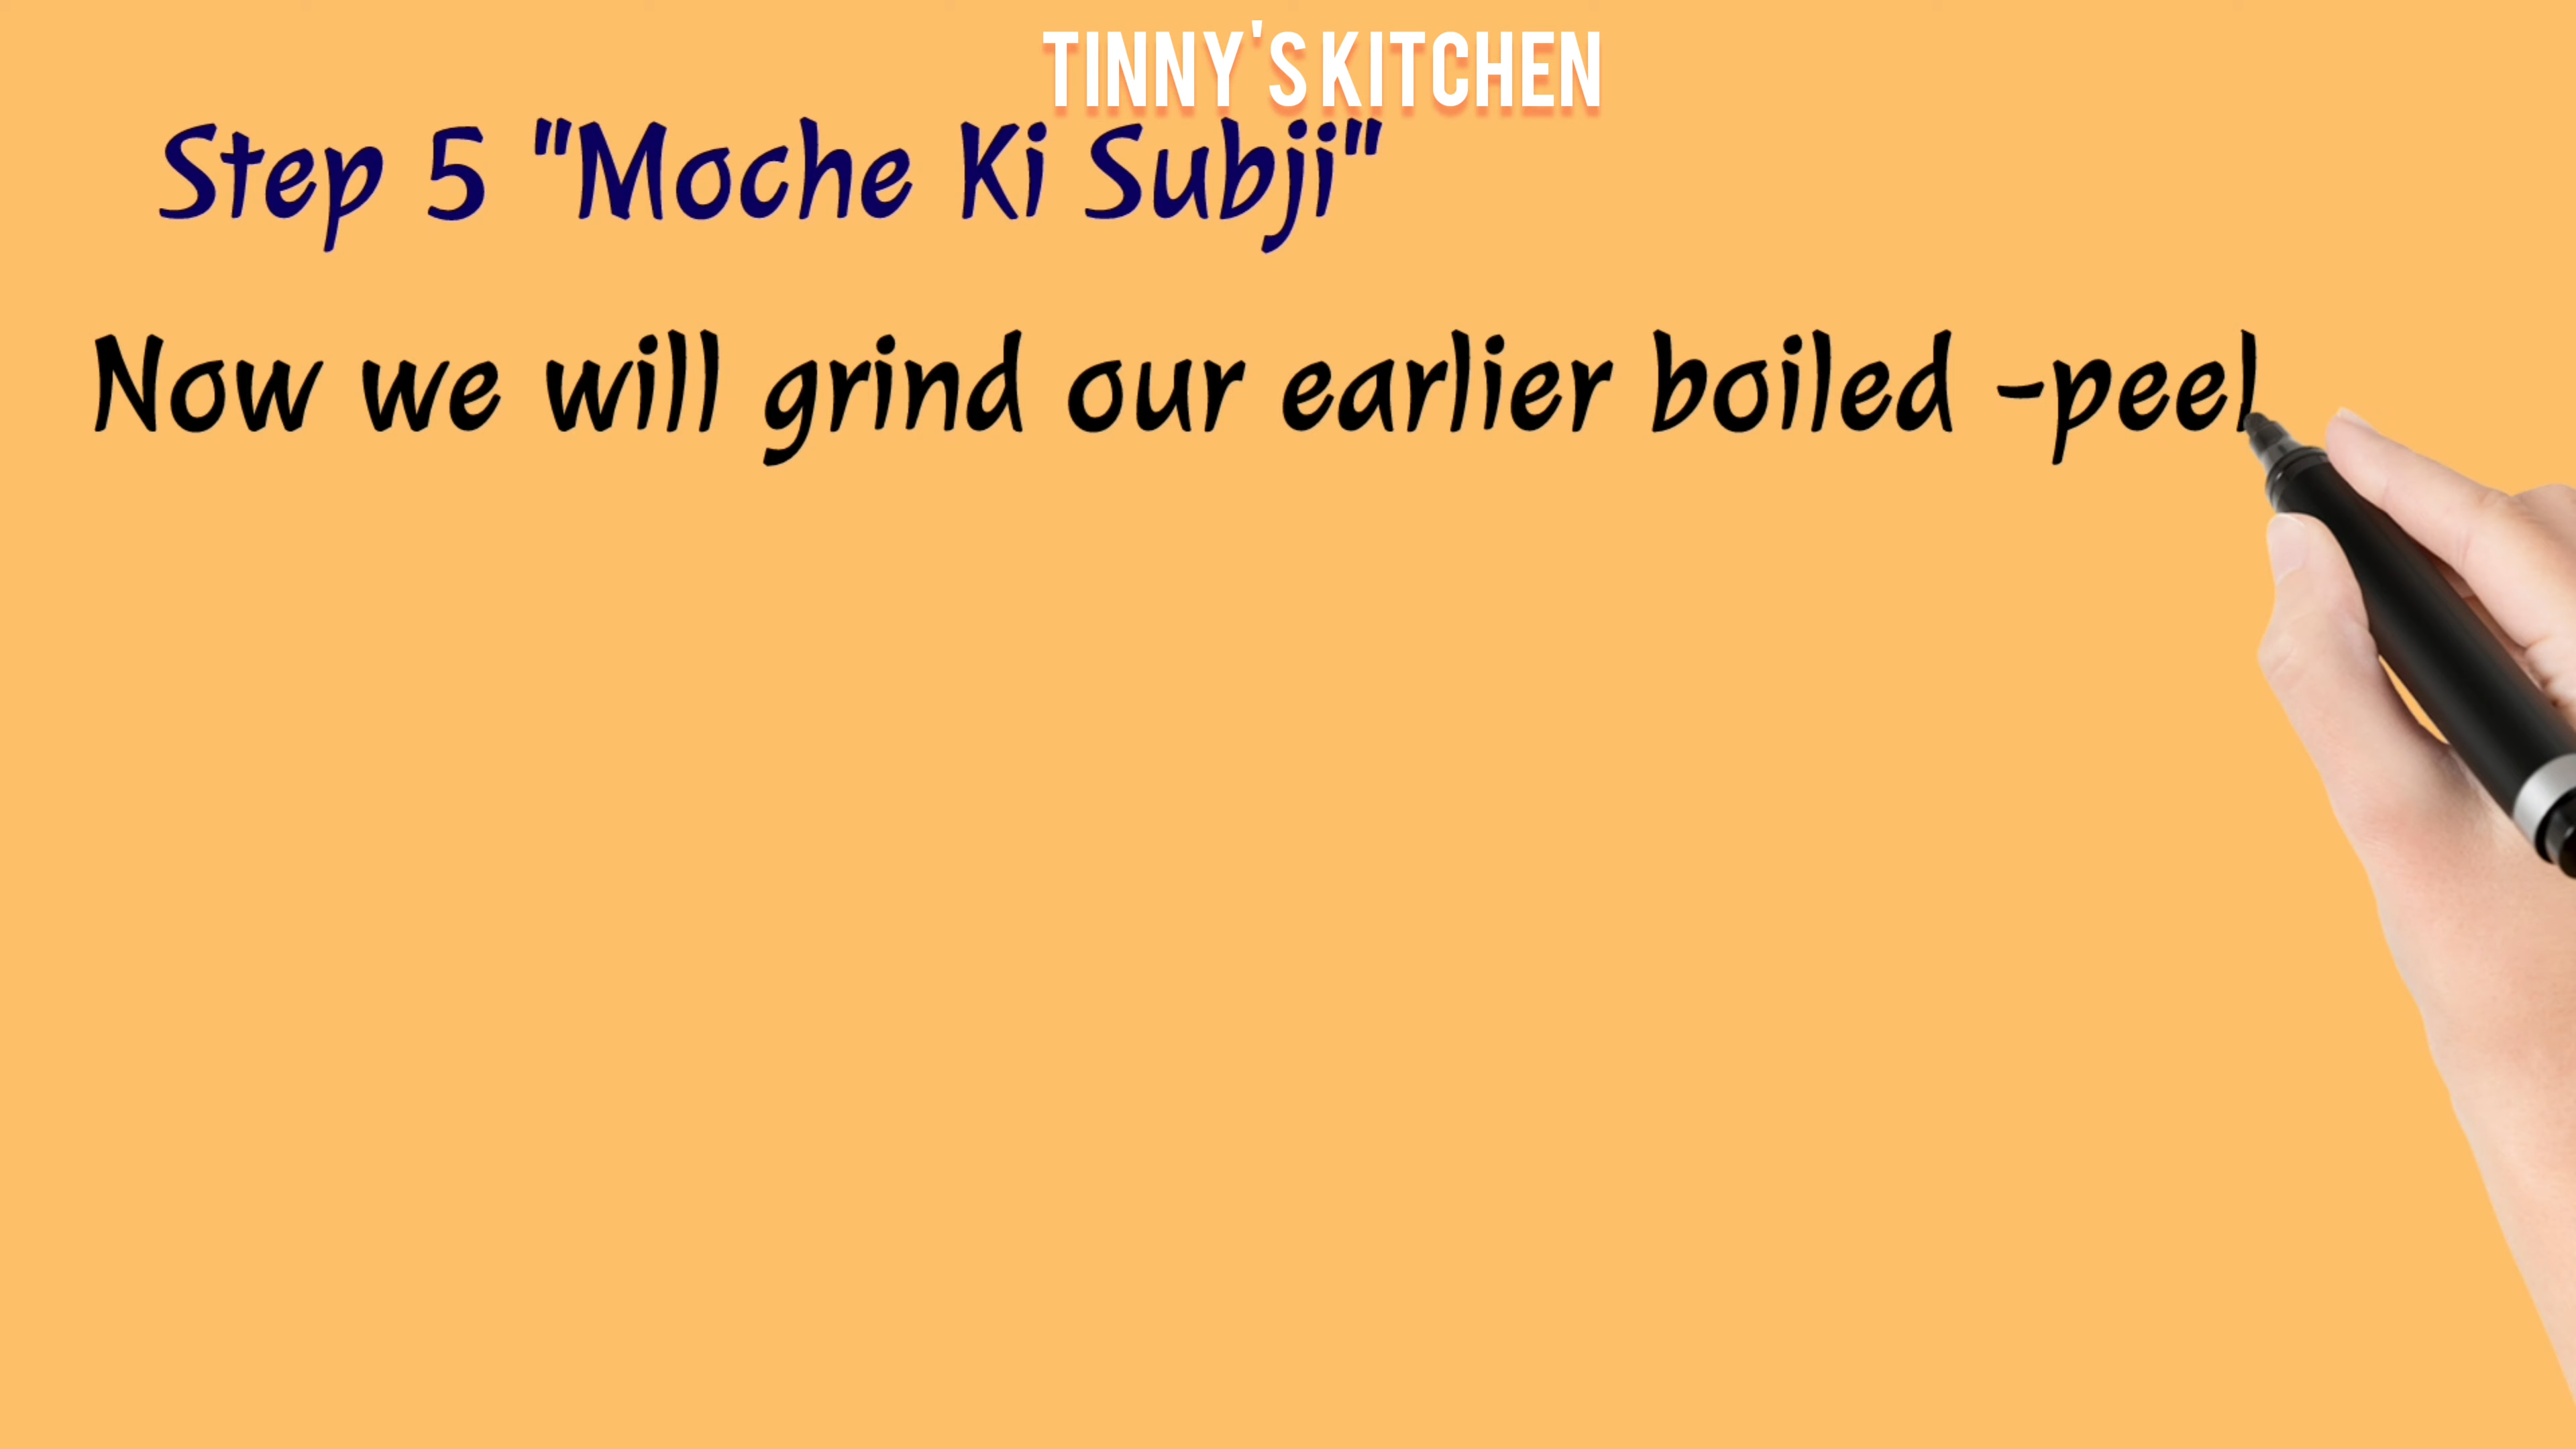 TINNY'S KITCHEN
Step 5 "Moche Ki Subji"
Now we will grind our earlier boiled -peel